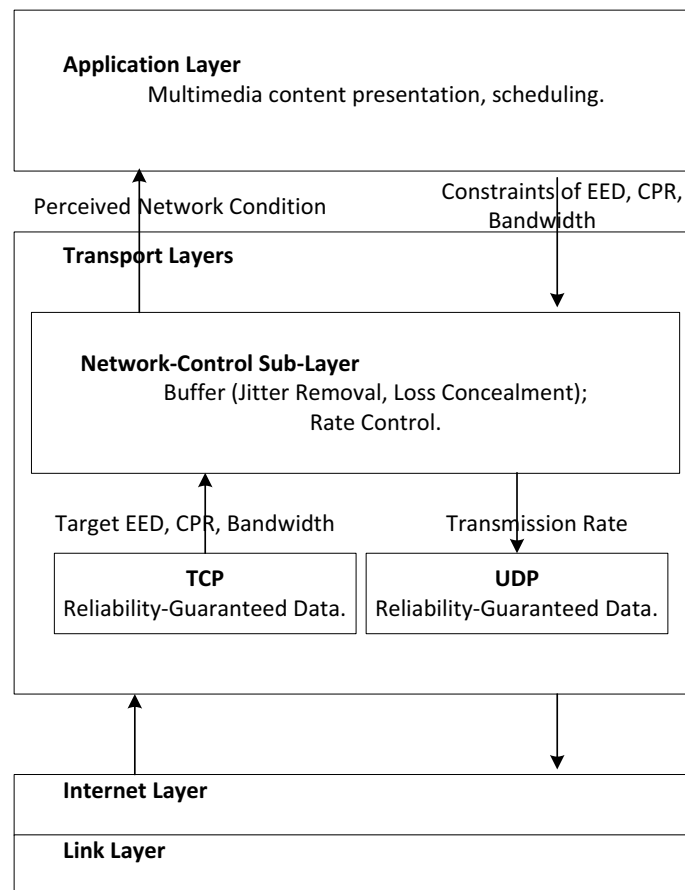 Application Layer
Multimedia content presentation, scheduling.
Perceived Network Condition
Constraints of EED, CPR,
Bandwidth
Transport Layers
Network-Control Sub-Layer
Buffer (Jitter Removal, Loss Concealment);
Rate Control.
Target EED, CPR, Bandwidth
Transmission Rate
TCP
Reliability-Guaranteed Data.
UDP
Reliability-Guaranteed Data.
Internet Layer
Link Layer